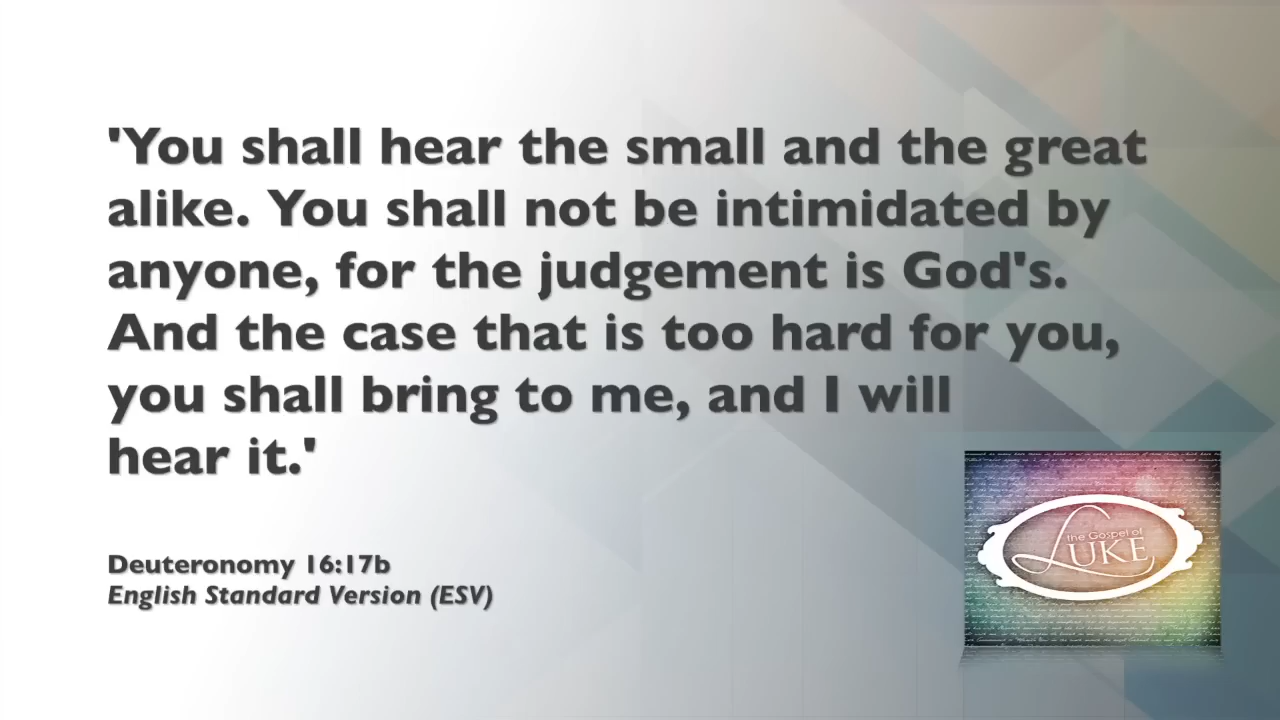 'You shall hear the small and the great
alike. You shall not be intimidated by
anyone, for the judgement is God's.
And the case that is too hard for you,
you shall bring to me, and I will
hear it.'
Deuteronomy 16:17b
English Standard Version (ESV)
the Gospel of
LUKE